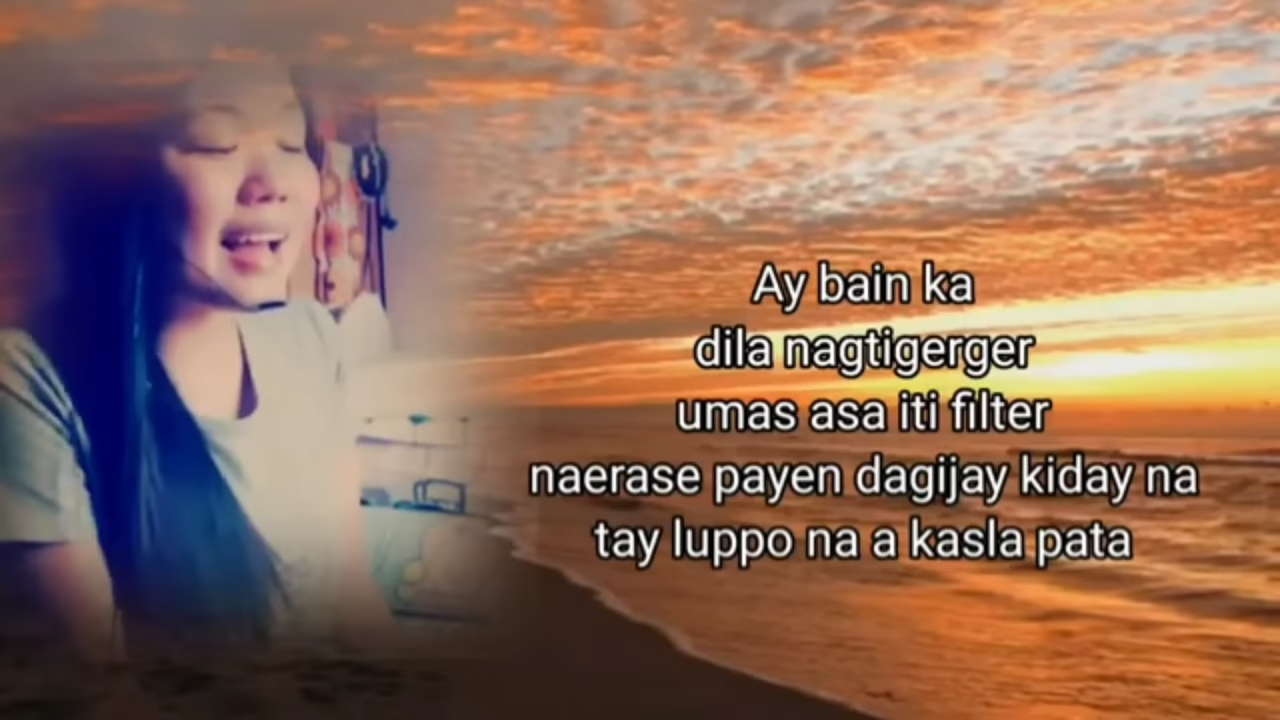 Ay bain ka
dila nagtigerger
umas asa iti filter
naerase payen dagijay kiday na
tay luppo na a kasla pata